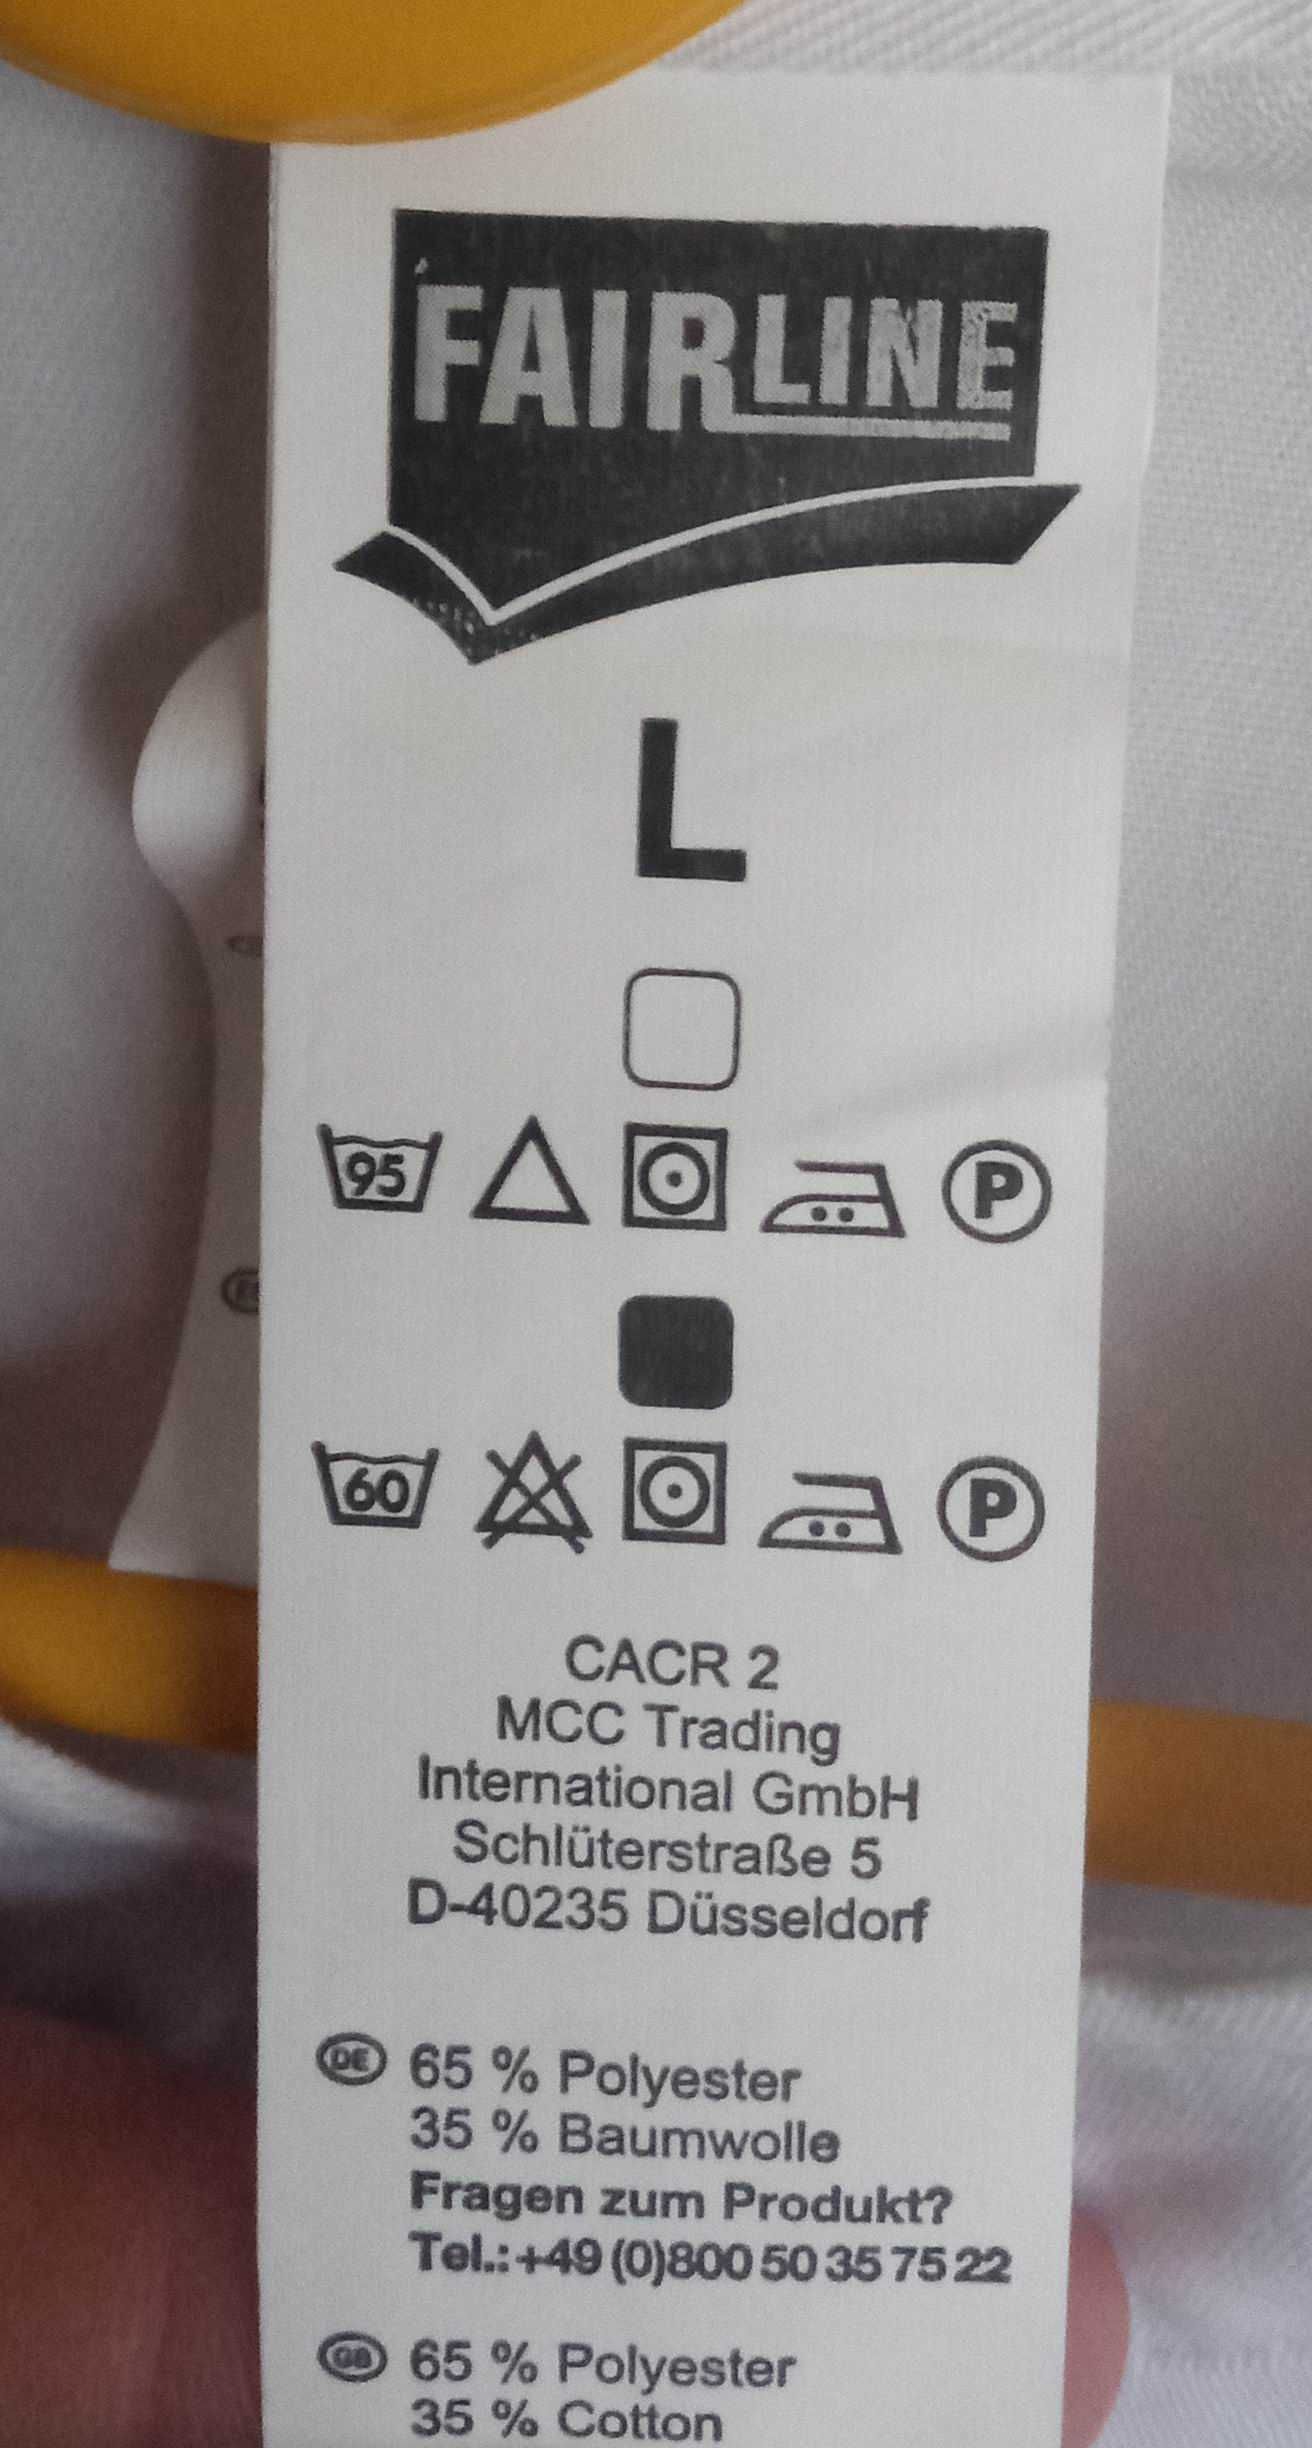 FAIRLINE
L
95 P
60 P
CACR 2
MCC Trading
International GmbH
Schlüterstraße 5
D-40235 Düsseldorf
DE 65 % Polyester
35 % Baumwolle
Fragen zum Produkt?
Tel.: +49 (0)800 50 35 75 22
GB 65 % Polyester
35 % Cotton